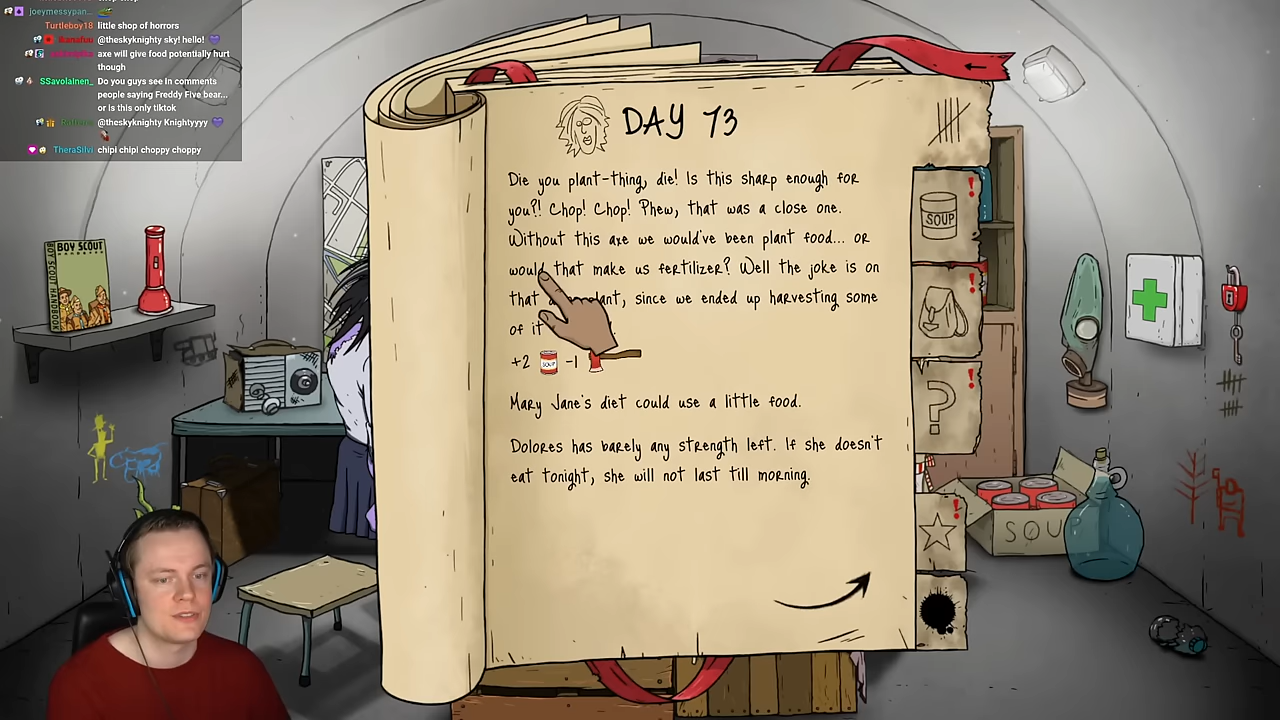 joeymessypan...
Turtleboy18 little shop of horrors
@theskyknighty sky! hello!
axe will give food potentially hurt
though
SSavolainen_ Do you guys see in comments
people saying Freddy Five bear...
or is this only tiktok
@theskyknighty Knightyyyy
TheraSilvi chipi chipi choppy choppy
DAY 73
Die you plant-thing, die! Is this sharp enough for
you?! Chop! Chop! Phew, that was a close one.
Without this axe we would've been plant food... or
would that make us fertilizer? Well the joke is on
that plant, since we ended up harvesting some
of it
+2 SOUP -1
Mary Jane's diet could use a little food.
Dolores has barely any strength left. If she doesn't
eat tonight, she will not last till morning.
SOUP
!
!
?
!
!
BOY SCOUT
BOY SCOUT HANDBOOK
SOUP